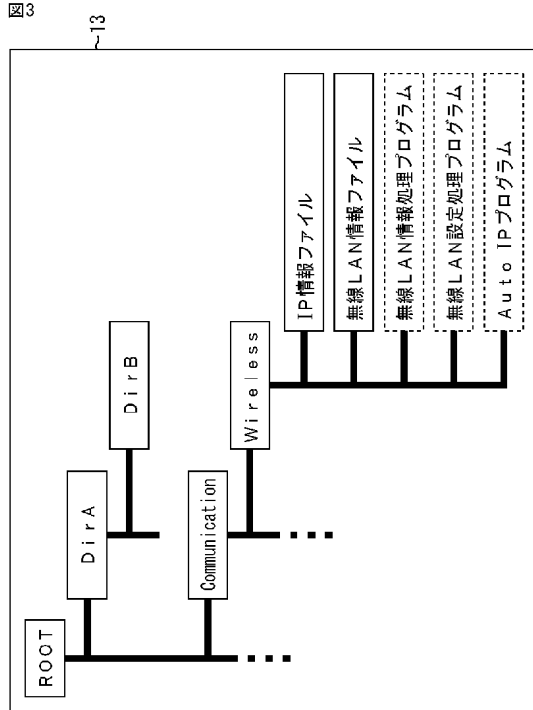 図3
13
ROOT
DirA
DirB
Communication
Wireless
IP情報ファイル
無線LAN情報ファイル
無線LAN情報処理プログラム
無線LAN設定処理プログラム
Auto IPプログラム